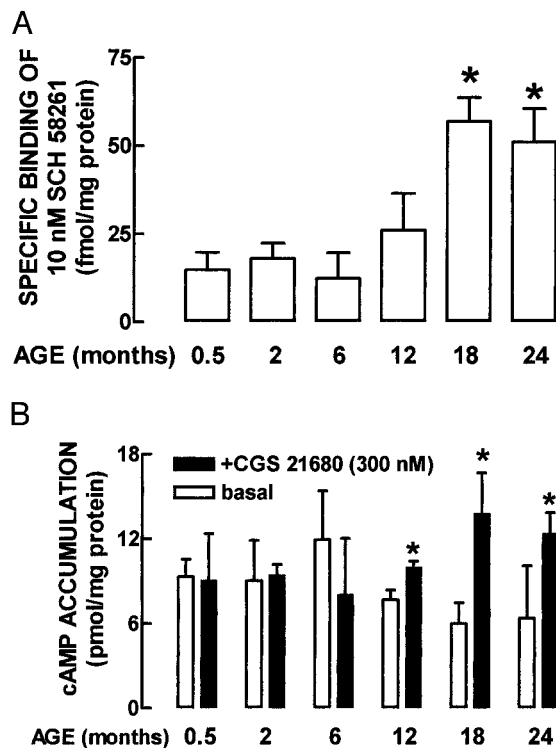 A
SPECIFIC BINDING OF
10 nM SCH 58261
(fmol/mg protein)
75
50
25
0
* *
AGE (months) 0.5 2 6 12 18 24
B
cAMP ACCUMULATION
(pmol/mg protein)
18
12
6
0
+CGS 21680 (300 nM)
basal
* * *
AGE (months) 0.5 2 6 12 18 24